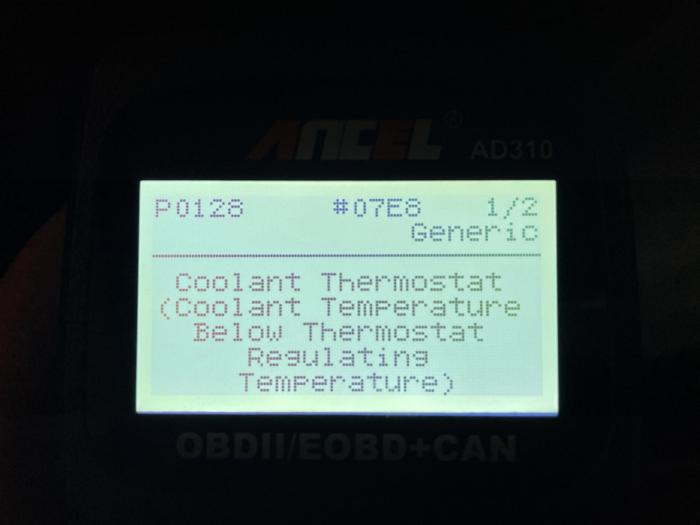 ANCEL®
AD310
P0128 #07E8 1/2
Generic
Coolant Thermostat
(Coolant Temperature
Below Thermostat
Regulating
Temperature)
OBDII/EOBD+CAN